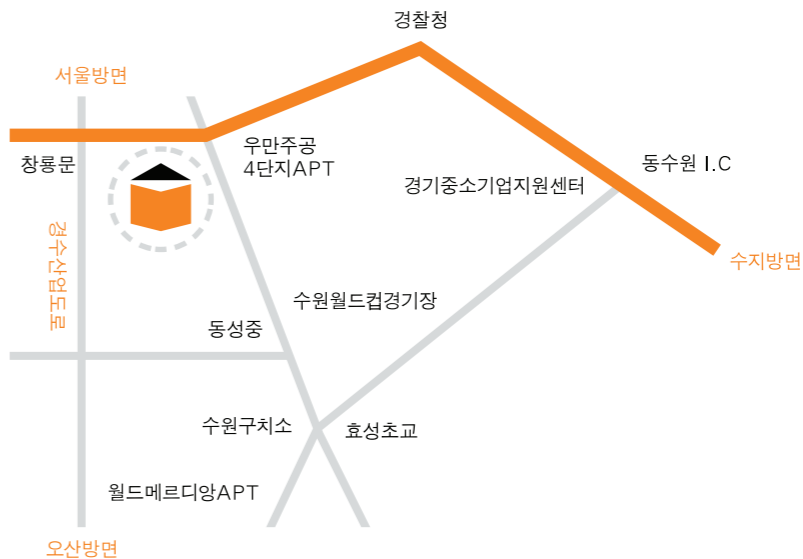 경찰청
서울방면
우만주공
4단지APT
창룡문
동수원 I.C
경기중소기업지원센터
수지방면
경수산업도로
수원월드컵경기장
동성중
수원구치소
효성초교
월드메르디앙APT
오산방면